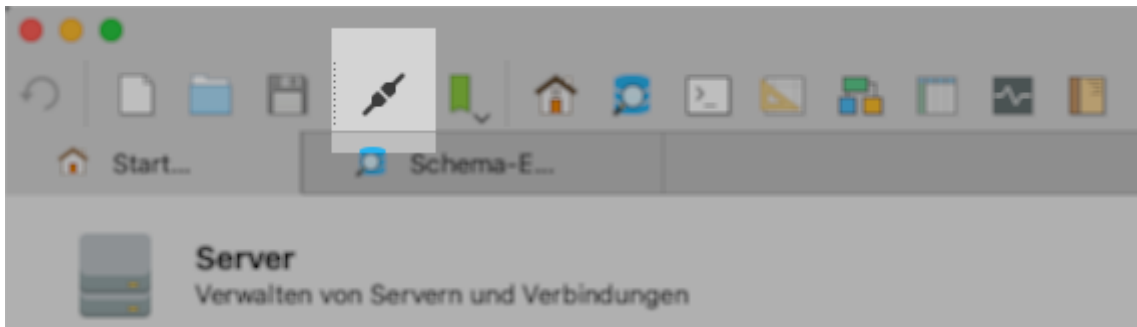 Start...
Schema-E...
Server
Verwalten von Servern und Verbindungen